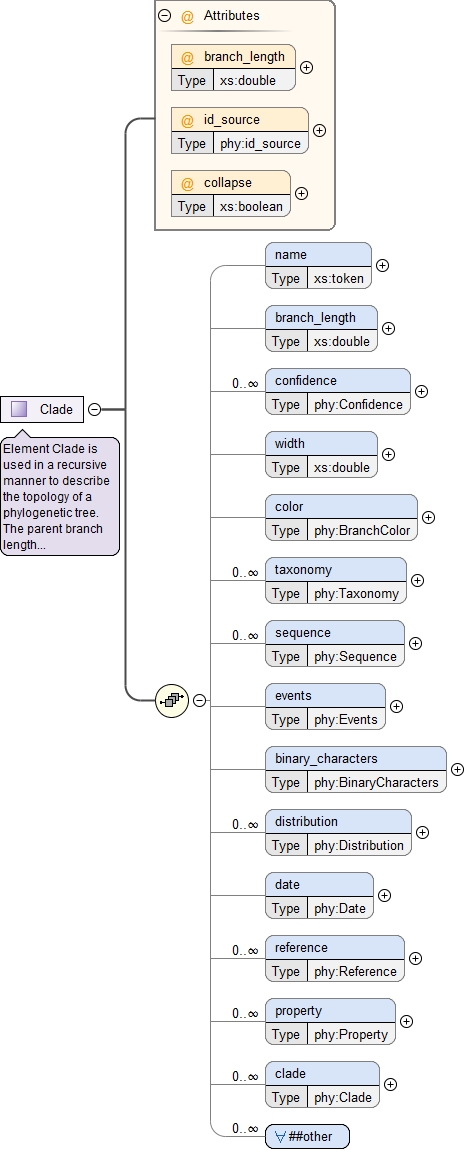 @ Attributes
@ branch_length
Type xs:double
@ id_source
Type phy:id_source
@ collapse
Type xs:boolean
name
Type xs:token
branch_length
Type xs:double
0..∞ confidence
Type phy:Confidence
Clade
Element Clade is
used in a recursive
manner to describe
the topology of a
phylogenetic tree.
The parent branch
length...
width
Type xs:double
color
Type phy:BranchColor
0..∞ taxonomy
Type phy:Taxonomy
0..∞ sequence
Type phy:Sequence
events
Type phy:Events
binary_characters
Type phy:BinaryCharacters
0..∞ distribution
Type phy:Distribution
date
Type phy:Date
0..∞ reference
Type phy:Reference
0..∞ property
Type phy:Property
0..∞ clade
Type phy:Clade
0..∞ ##other